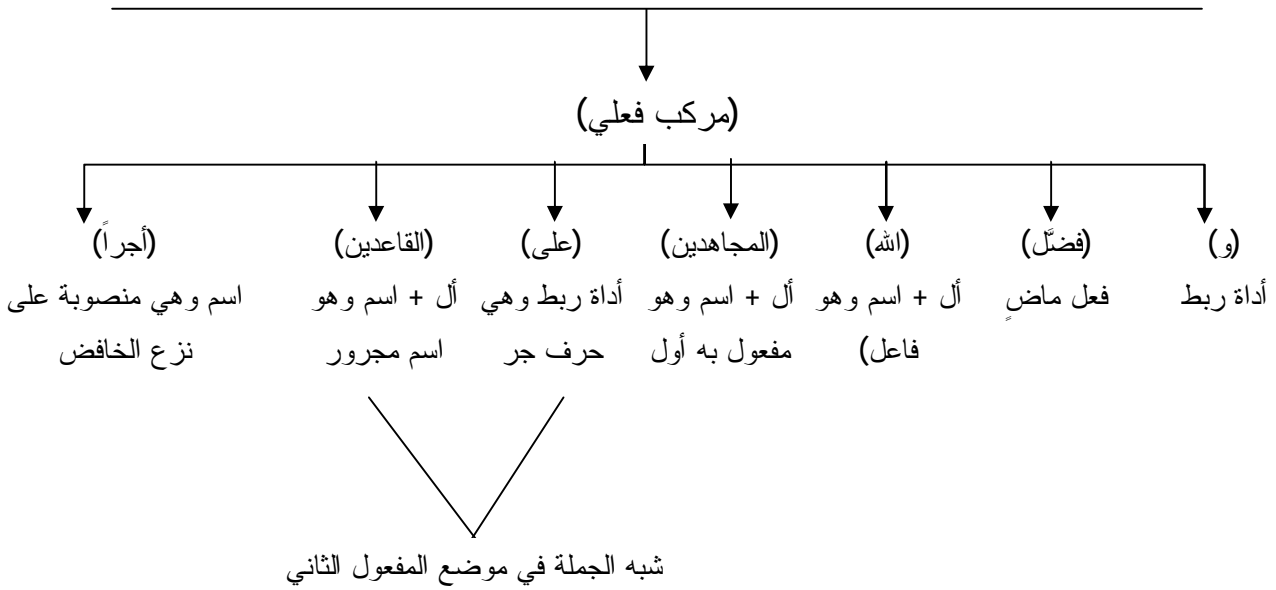 (مركب فعلي)
(و) (فضَّل) (الله) (المجاهدين) (على) (القاعدين) (أجراً)
أداة ربط فعل ماضٍ أل + اسم وهو أل + اسم وهو أداة ربط وهي أل + اسم وهو اسم وهي منصوبة على
فاعل) مفعول به أول حرف جر اسم مجرور نزع الخافض
شبه الجملة في موضع المفعول الثاني